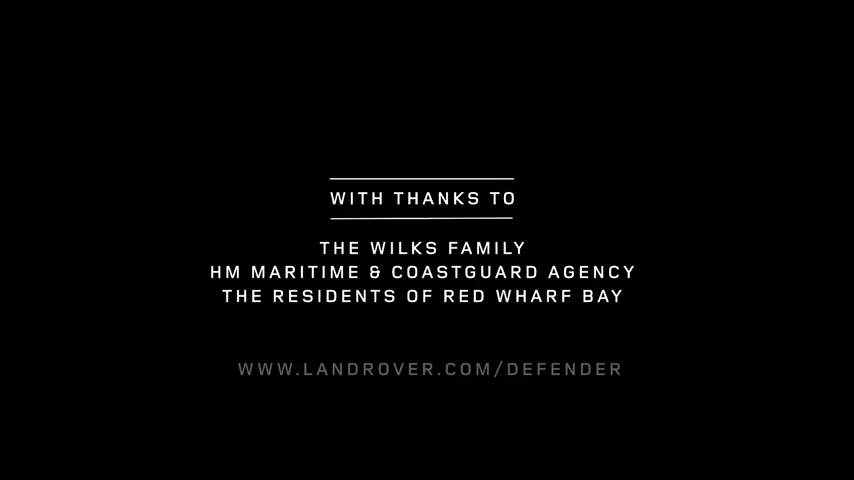 WITH THANKS TO
THE WILKS FAMILY
HM MARITIME & COASTGUARD AGENCY
THE RESIDENTS OF RED WHARF BAY
WWW.LANDROVER.COM/DEFENDER